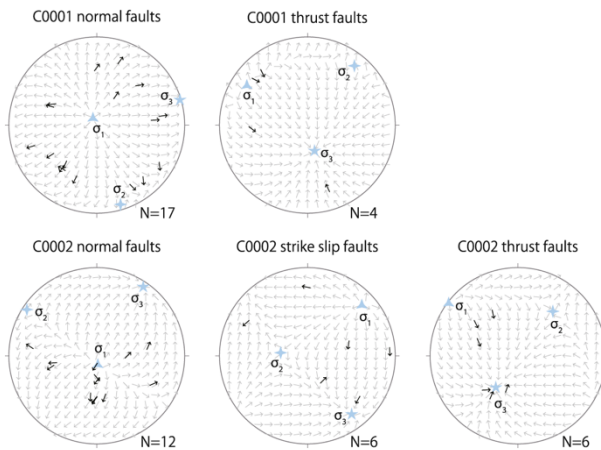 C0001 normal faults
σ3
σ1
σ2
N=17
C0001 thrust faults
σ2
σ1
σ3
N=4
C0002 normal faults
σ3
σ2
σ1
N=12
C0002 strike slip faults
σ1
σ2
σ3
N=6
C0002 thrust faults
σ1
σ2
σ3
N=6